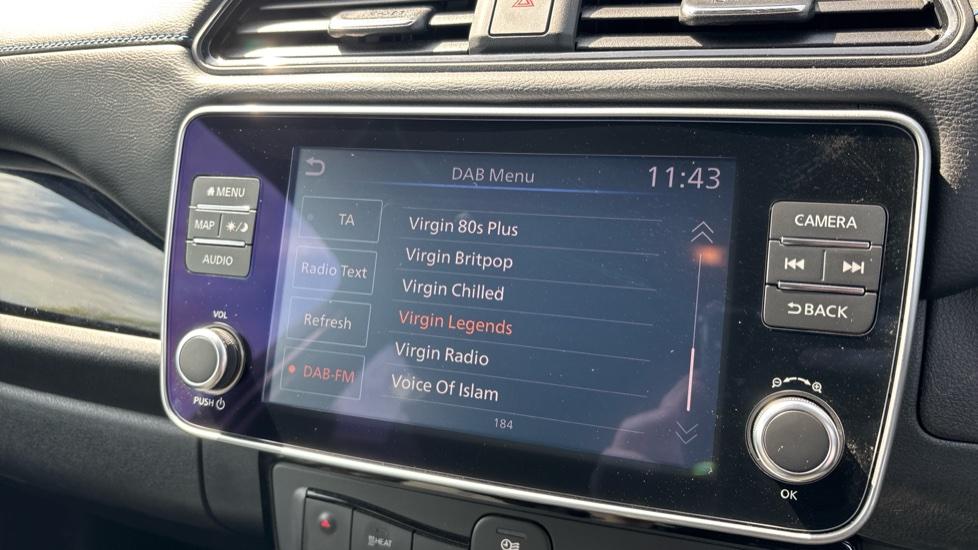 MENU
MAP
AUDIO
VOL
PUSH
DAB Menu 11:43
TA
Radio Text
Refresh
DAB-FM
Virgin 80s Plus
Virgin Britpop
Virgin Chilled
Virgin Legends
Virgin Radio
Voice Of Islam
184
CAMERA
BACK
OK
HEAT